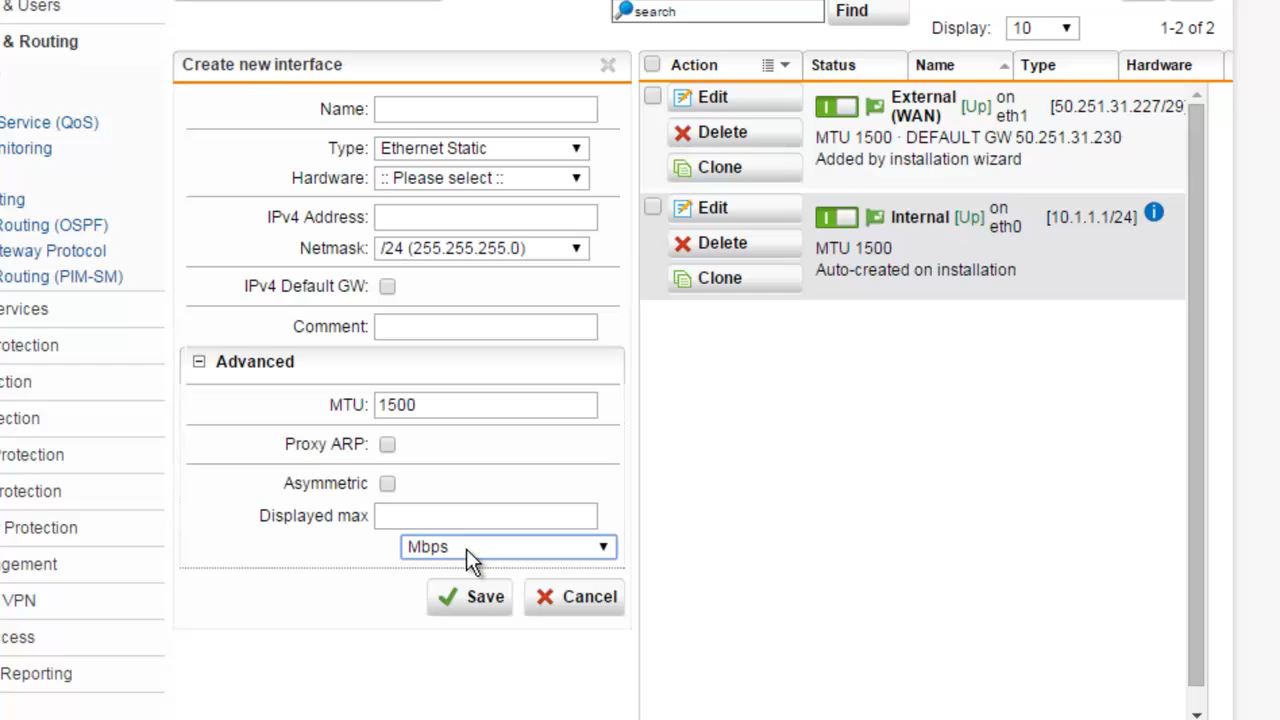 & Users
& Routing
Service (QoS)
nitoring
ting
Routing (OSPF)
teway Protocol
Routing (PIM-SM)
ervices
rotection
ction
ection
Protection
rotection
Protection
gement
VPN
cess
Reporting
search
Find
Display: 10
1-2 of 2
Create new interface
Name:
Type: Ethernet Static
Hardware: :: Please select ::
IPv4 Address:
Netmask: /24 (255.255.255.0)
IPv4 Default GW:
Comment:
Advanced
MTU: 1500
Proxy ARP:
Asymmetric
Displayed max
Mbps
Save Cancel
Action Status Name Type Hardware
Edit
Delete
Clone
External (WAN) [Up] on eth1 [50.251.31.227/29]
MTU 1500 · DEFAULT GW 50.251.31.230
Added by installation wizard
Edit
Delete
Clone
Internal [Up] on eth0 [10.1.1.1/24]
MTU 1500
Auto-created on installation